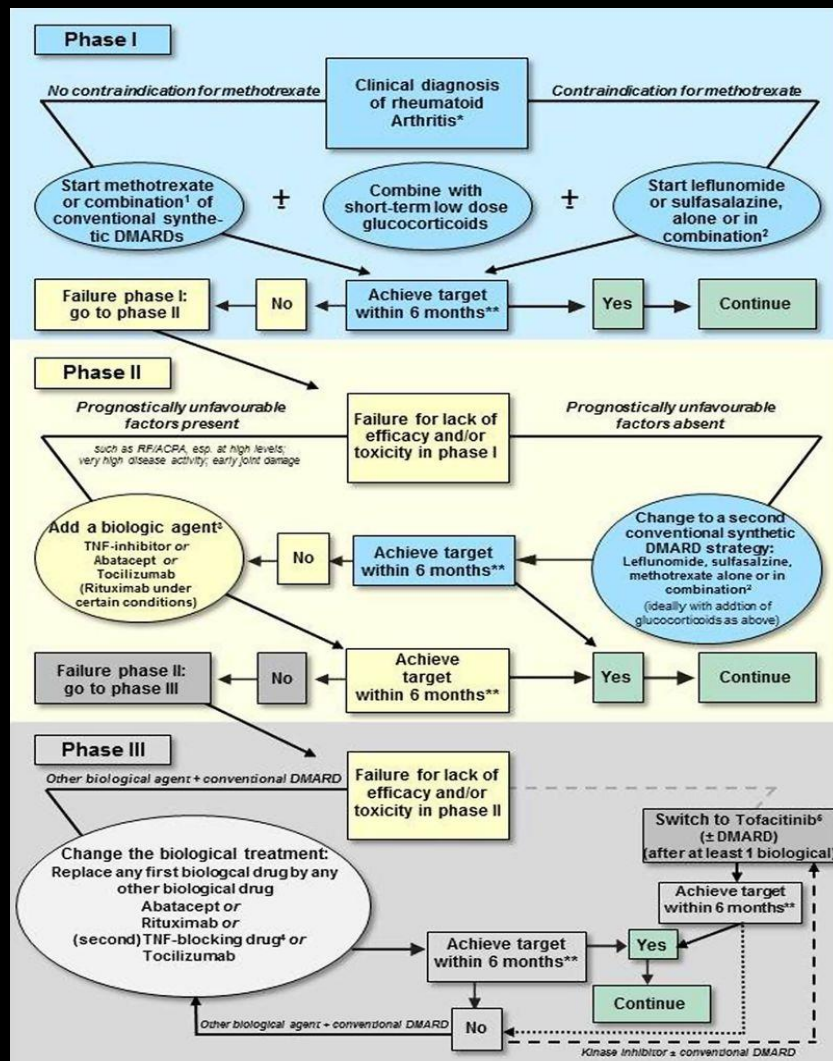 Phase I
No contraindication for methotrexate
Clinical diagnosis
of rheumatoid
Arthritis*
Contraindication for methotrexate
Start methotrexate
or combination¹ of
conventional synthe-
tic DMARDs
±
Combine with
short-term low dose
glucocorticoids
±
Start leflunomide
or sulfasalazine,
alone or in
combination²
Failure phase I:
go to phase II
No
Achieve target
within 6 months**
Yes
Continue
Phase II
Prognostically unfavourable
factors present
such as RF/ACPA, esp. at high levels;
very high disease activity; early joint damage
Failure for lack of
efficacy and/or
toxicity in phase I
Prognostically unfavourable
factors absent
Add a biologic agent³
TNF-inhibitor or
Abatacept or
Tocilizumab
(Rituximab under
certain conditions)
No
Achieve target
within 6 months**
Change to a second
conventional synthetic
DMARD strategy:
Leflunomide, sulfasalzine,
methotrexate alone or in
combination²
(ideally with addtion of
glucocorticoids as above)
Failure phase II:
go to phase III
No
Achieve
target
within 6 months**
Yes
Continue
Phase III
Other biological agent + conventional DMARD
Failure for lack of
efficacy and/or
toxicity in phase II
Change the biological treatment:
Replace any first biologcal drug by any
other biological drug
Abatacept or
Rituximab or
(second) TNF-blocking drug⁴ or
Tocilizumab
Switch to Tofacitinib⁶
(± DMARD)
(after at least 1 biological)
Achieve target
within 6 months**
Achieve target
within 6 months**
Yes
Continue
No
Other biological agent + conventional DMARD
Kinase inhibitor ± conventional DMARD